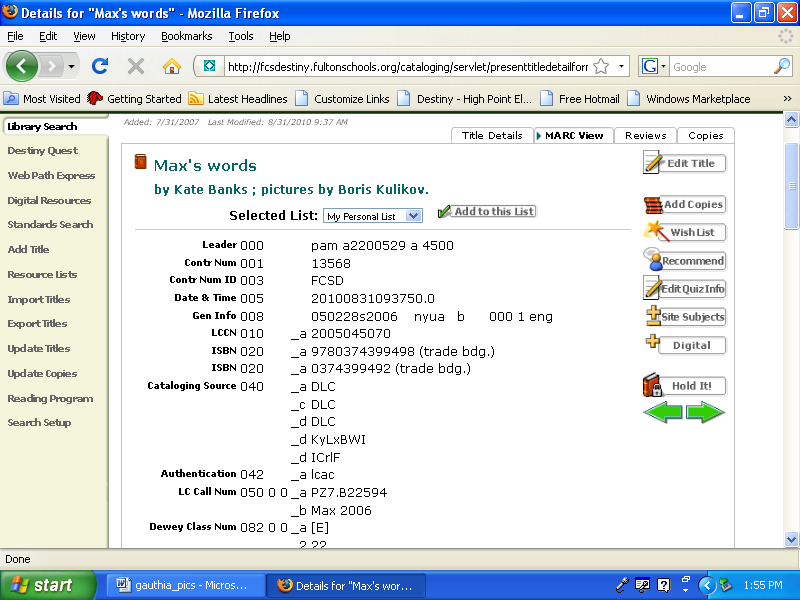 Details for "Max's words" - Mozilla Firefox
File Edit View History Bookmarks Tools Help
http://fcsdestiny.fultonschools.org/cataloging/servlet/presenttitledetailforr
Google
Most Visited Getting Started Latest Headlines Customize Links Destiny - High Point El... Free Hotmail Windows Marketplace »
Library Search
Destiny Quest
Web Path Express
Digital Resources
Standards Search
Add Title
Resource Lists
Import Titles
Export Titles
Update Titles
Update Copies
Reading Program
Search Setup
Added: 7/31/2007 Last Modified: 8/31/2010 9:37 AM
Title Details MARC View Reviews Copies
Max's words
by Kate Banks ; pictures by Boris Kulikov.
Selected List: My Personal List Add to this List
Leader 000 pam a2200529 a 4500
Contr Num 001 13568
Contr Num ID 003 FCSD
Date & Time 005 20100831093750.0
Gen Info 008 050228s2006 nyua b 000 1 eng
LCCN 010 _a 2005045070
ISBN 020 _a 9780374399498 (trade bdg.)
ISBN 020 _a 0374399492 (trade bdg.)
Cataloging Source 040 _a DLC
_c DLC
_d DLC
_d KyLxBWI
_d ICrlF
Authentication 042 _a lcac
LC Call Num 050 0 0 _a PZ7.B22594
_b Max 2006
Dewey Class Num 082 0 0 _a [E]
_2 22
Edit Title
Add Copies
Wish List
Recommend
Edit Quiz Info
Site Subjects
Digital
Hold It!
Done
start gauthia_pics - Micros... Details for "Max's wor... 1:55 PM